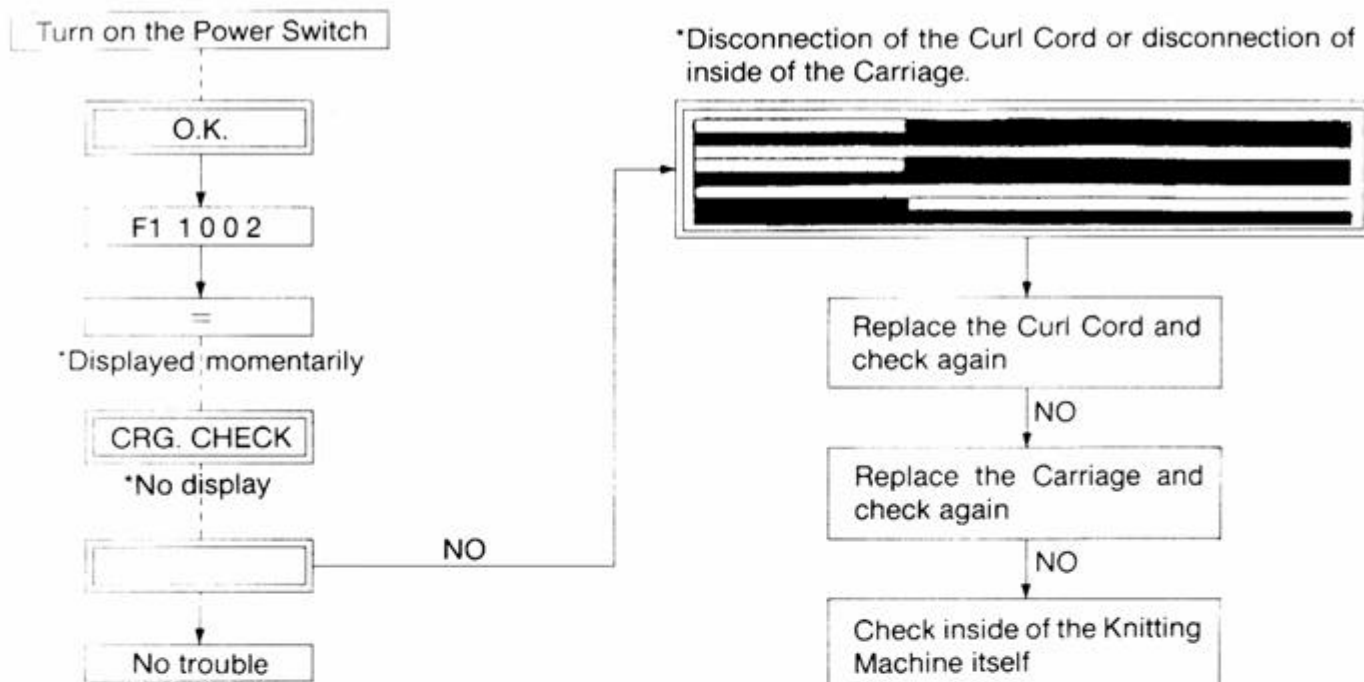 Turn on the Power Switch
O.K.
F1 1002
=
*Displayed momentarily
CRG. CHECK
*No display
NO
No trouble
*Disconnection of the Curl Cord or disconnection of
inside of the Carriage.
Replace the Curl Cord and
check again
NO
Replace the Carriage and
check again
NO
Check inside of the Knitting
Machine itself